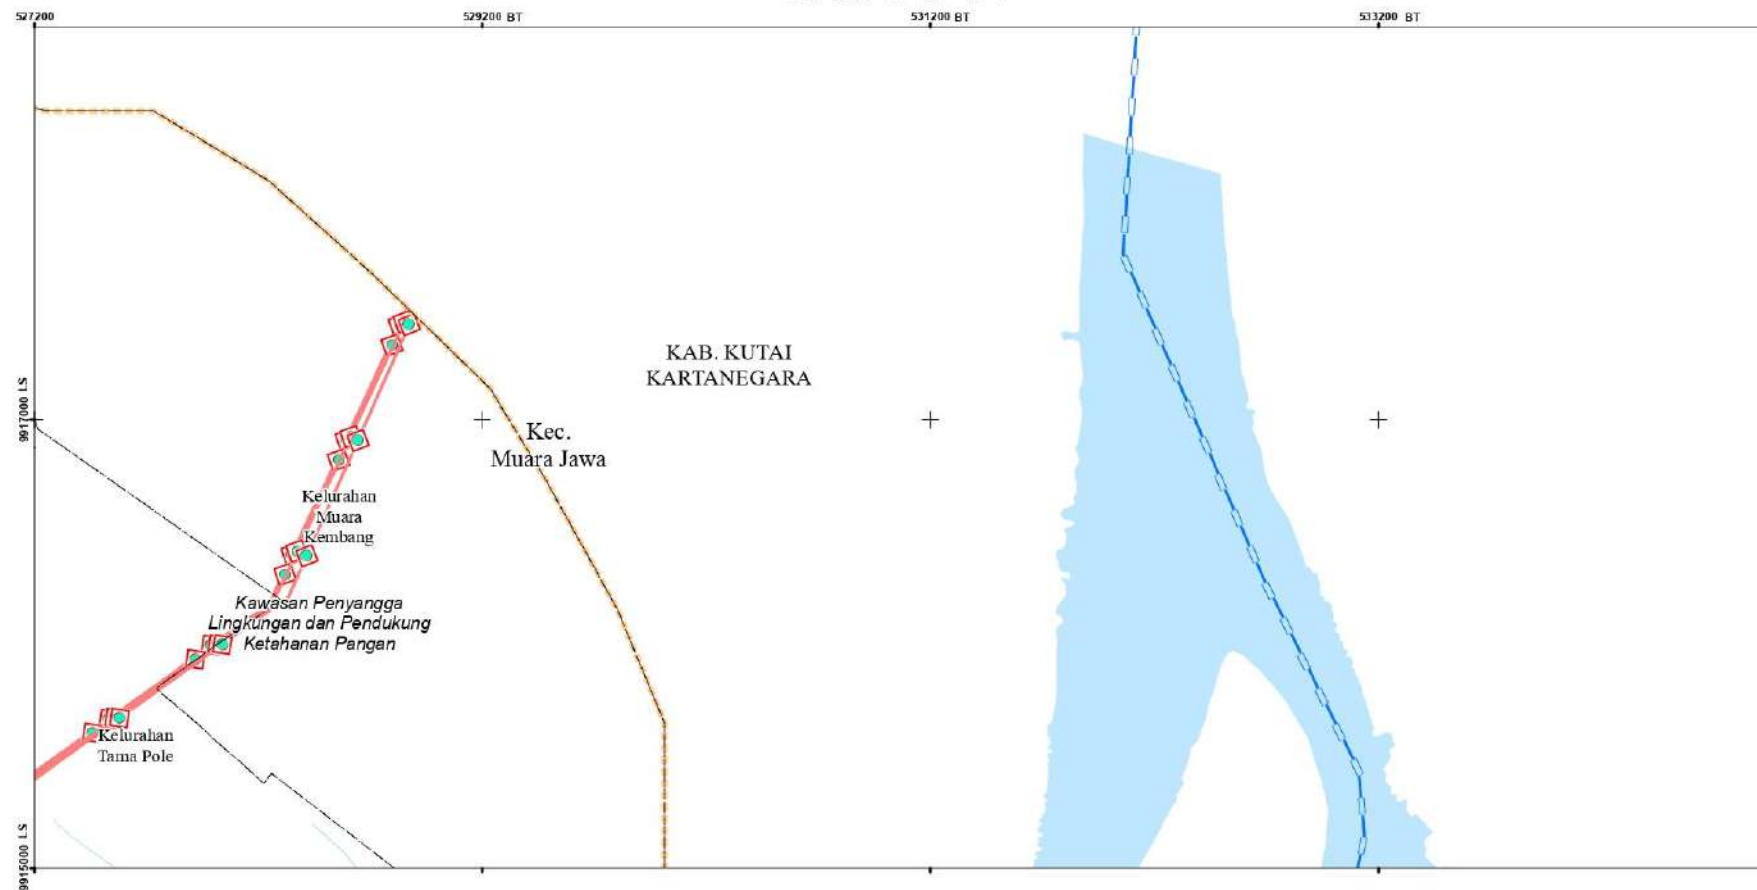 527200
529200 BT
531200
533200 BT
KAB. KUTAI
KARTANEGARA
9917000 LS
Kec.
Muara Jawa
Kelurahan
Muara
Kembang
Kawasan Penyangga
Lingkungan dan Pendukung
Ketahanan Pangan
Kelurahan
Tama Pole
9915000 LS